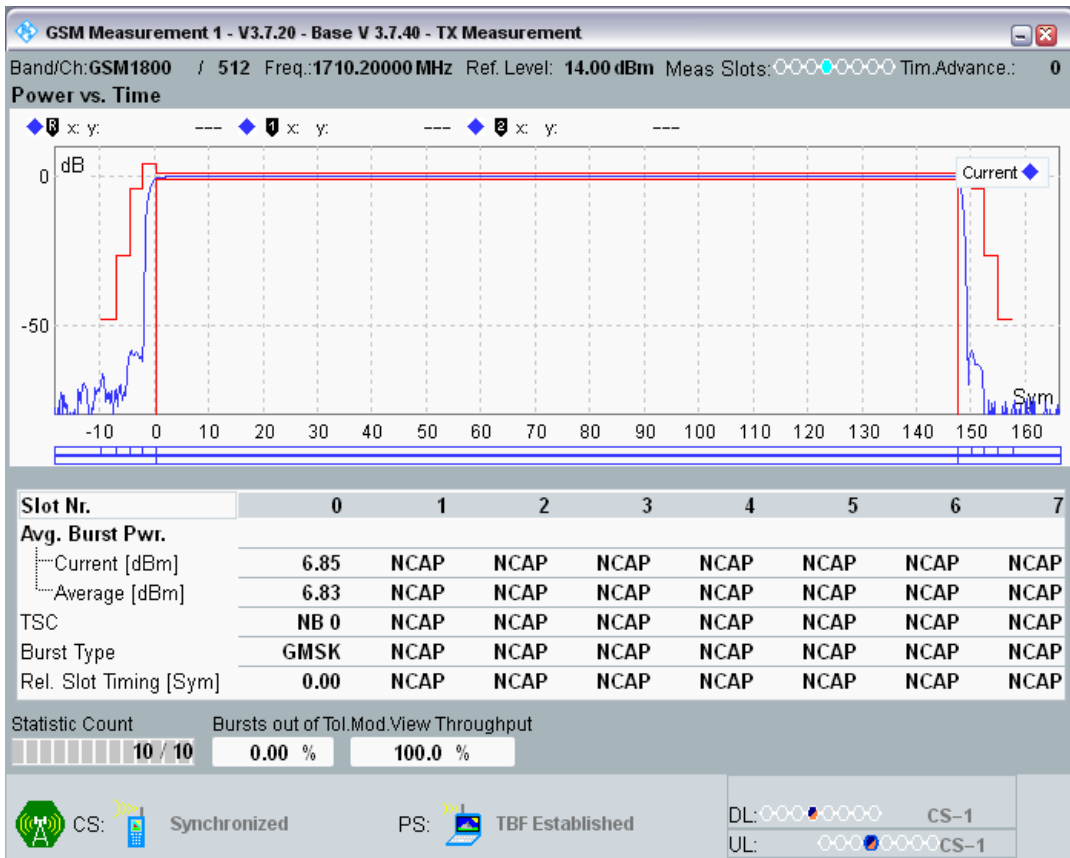 GSM Measurement 1 - V3.7.20 - Base V 3.7.40 - TX Measurement
Band/Ch:GSM1800 / 512 Freq.:1710.20000 MHz Ref. Level: 14.00 dBm Meas Slots: Tim.Advance.: 0
Power vs. Time
R x: y: --- 1 x: y: --- 2 x: y: ---
dB
Current
0
-50
Sym
-10 0 10 20 30 40 50 60 70 80 90 100 110 120 130 140 150 160
Slot Nr. 0 1 2 3 4 5 6 7
Avg. Burst Pwr.
Current [dBm] 6.85 NCAP NCAP NCAP NCAP NCAP NCAP NCAP
Average [dBm] 6.83 NCAP NCAP NCAP NCAP NCAP NCAP NCAP
TSC NB 0 NCAP NCAP NCAP NCAP NCAP NCAP NCAP
Burst Type GMSK NCAP NCAP NCAP NCAP NCAP NCAP NCAP
Rel. Slot Timing [Sym] 0.00 NCAP NCAP NCAP NCAP NCAP NCAP NCAP
Statistic Count Bursts out of Tol.Mod.View Throughput
10 / 10 0.00 % 100.0 %
CS: Synchronized PS: TBF Established
DL: CS-1
UL: CS-1